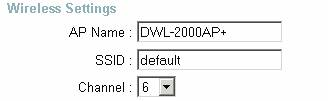 Wireless Settings
AP Name : DWL-2000AP+
SSID : default
Channel : 6